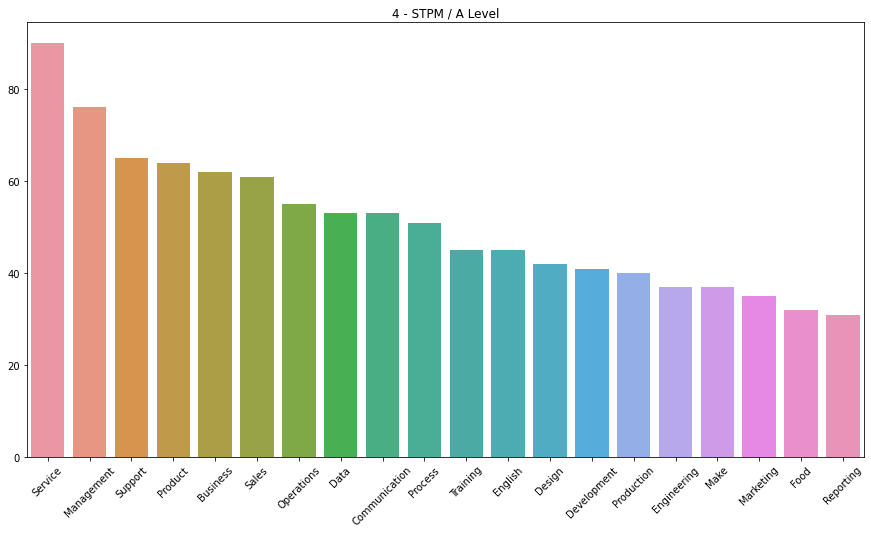 4 - STPM / A Level
80
60
40
20
0
Service
Management
Support
Product
Business
Sales
Operations
Data
Communication
Process
Training
English
Design
Development
Production
Engineering
Make
Marketing
Food
Reporting